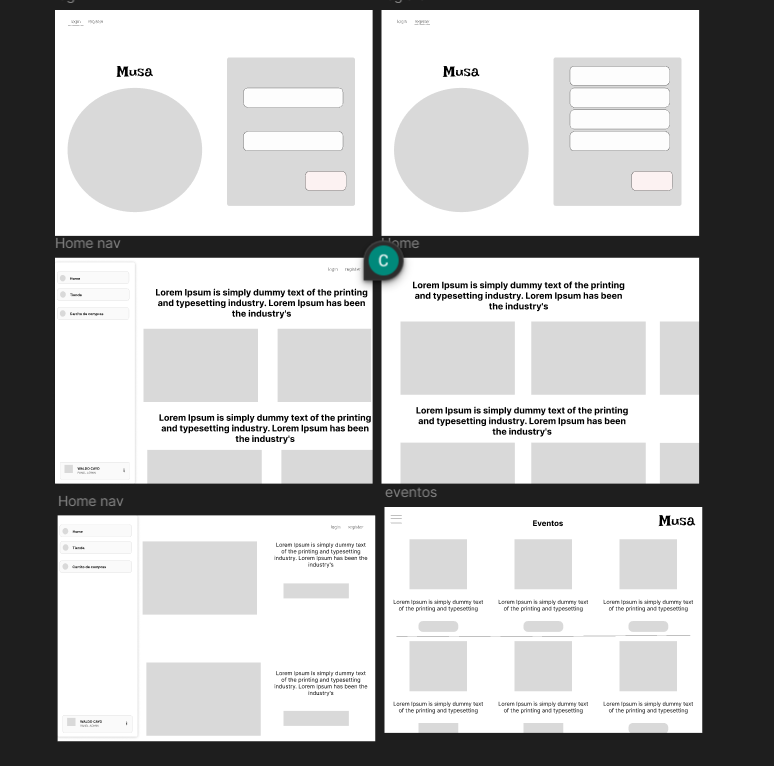 login register
Musa
login register
Musa
Home nav
Home
C
Home
Tienda
Carrito de compras
login register
Lorem Ipsum is simply dummy text of the printing
and typesetting industry. Lorem Ipsum has been
the industry's
Lorem Ipsum is simply dummy text of the printing
and typesetting industry. Lorem Ipsum has been
the industry's
WALDO CAYO
Lorem Ipsum is simply dummy text of the printing
and typesetting industry. Lorem Ipsum has been
the industry's
Lorem Ipsum is simply dummy text of the printing
and typesetting industry. Lorem Ipsum has been
the industry's
Home nav
eventos
Home
Tienda
Carrito de compras
login register
Lorem Ipsum is simply dummy text
of the printing and typesetting
industry. Lorem Ipsum has been the
industry's
Lorem Ipsum is simply dummy text
of the printing and typesetting
industry. Lorem Ipsum has been the
industry's
WALDO CAYO
Eventos
Musa
Lorem Ipsum is simply dummy text
of the printing and typesetting
Lorem Ipsum is simply dummy text
of the printing and typesetting
Lorem Ipsum is simply dummy text
of the printing and typesetting
Lorem Ipsum is simply dummy text
of the printing and typesetting
Lorem Ipsum is simply dummy text
of the printing and typesetting
Lorem Ipsum is simply dummy text
of the printing and typesetting